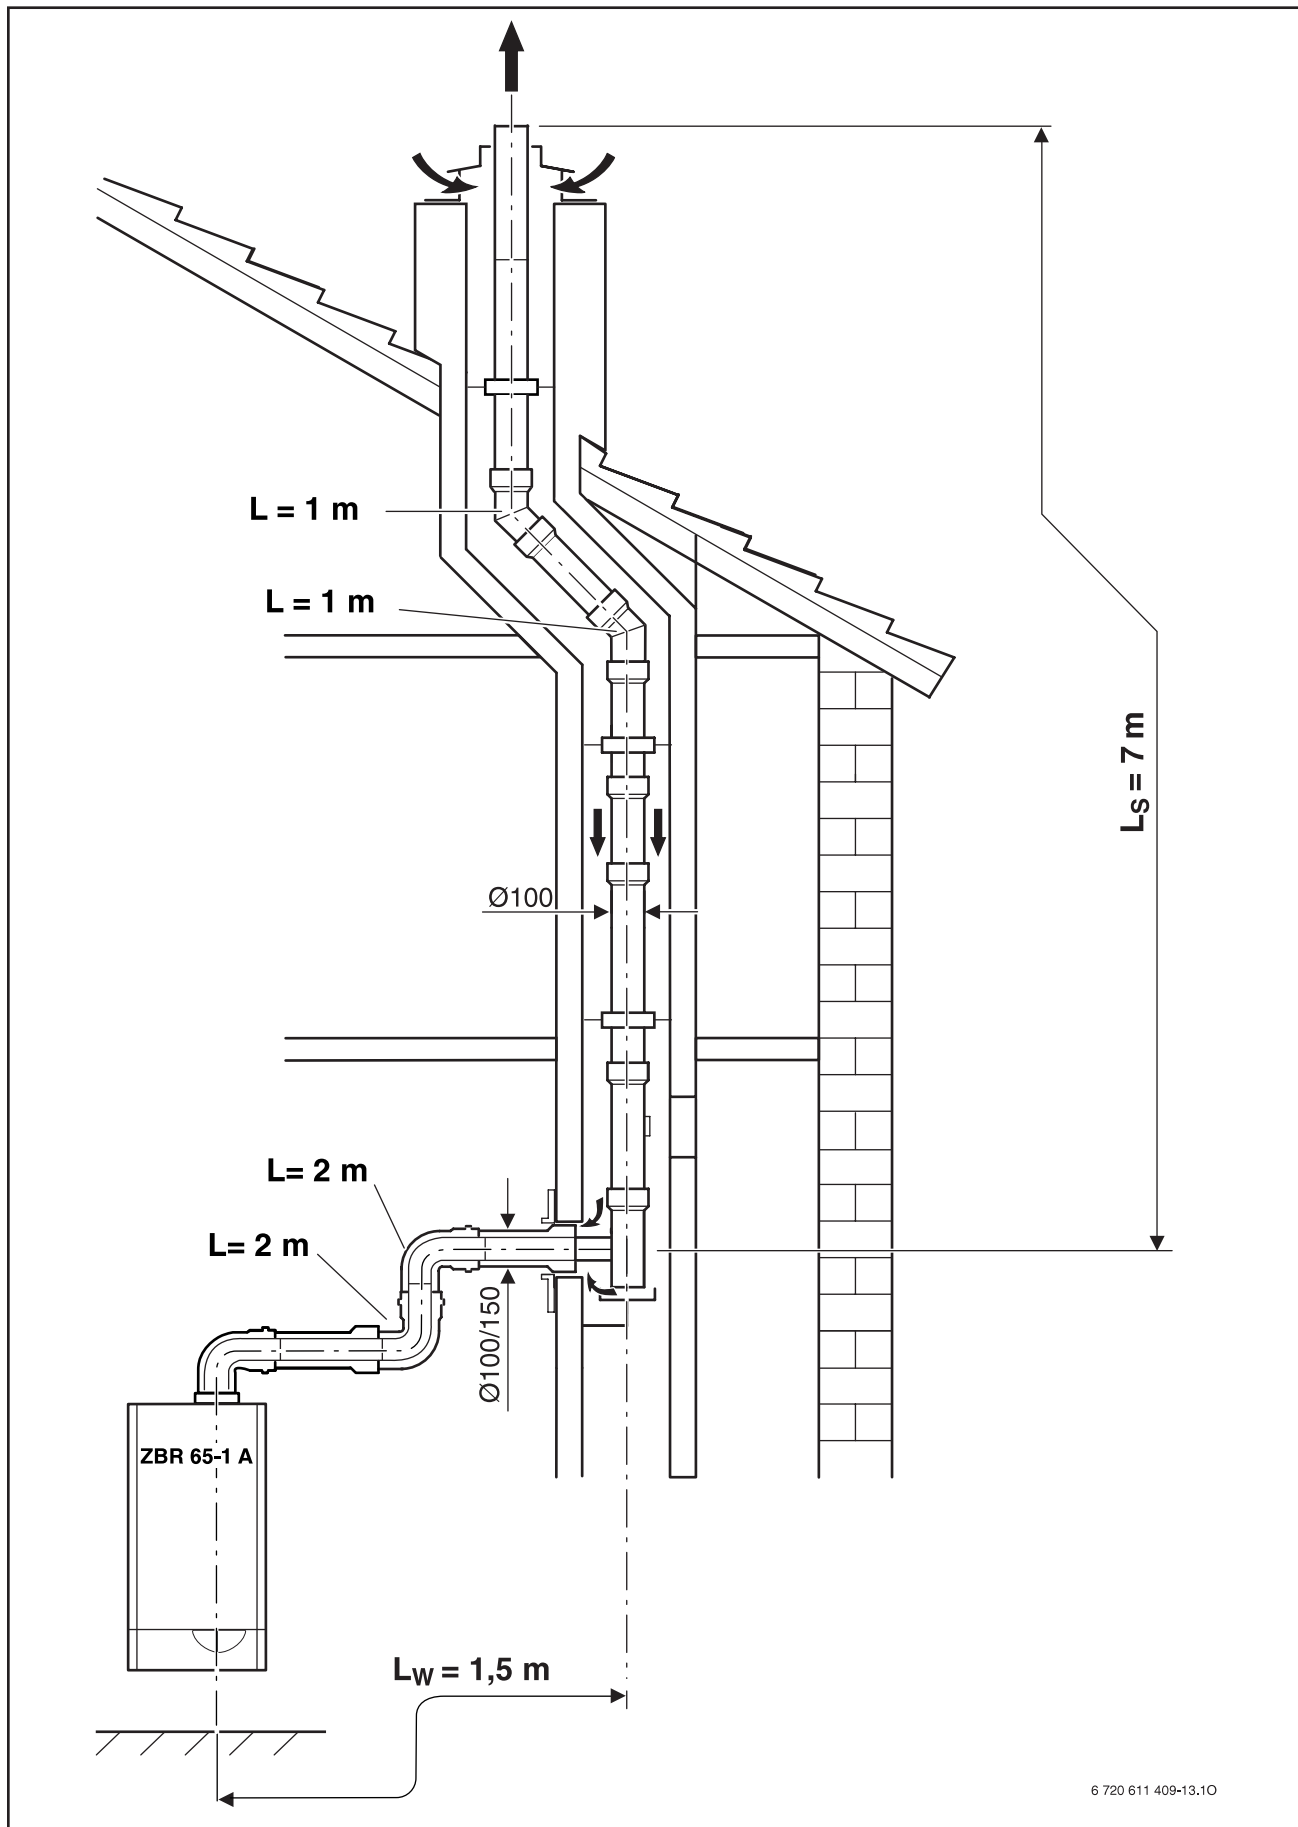 L = 1 m
L = 1 m
LS = 7 m
Ø100
L= 2 m
L= 2 m
Ø100/150
ZBR 65-1 A
LW = 1,5 m
6 720 611 409-13.1O